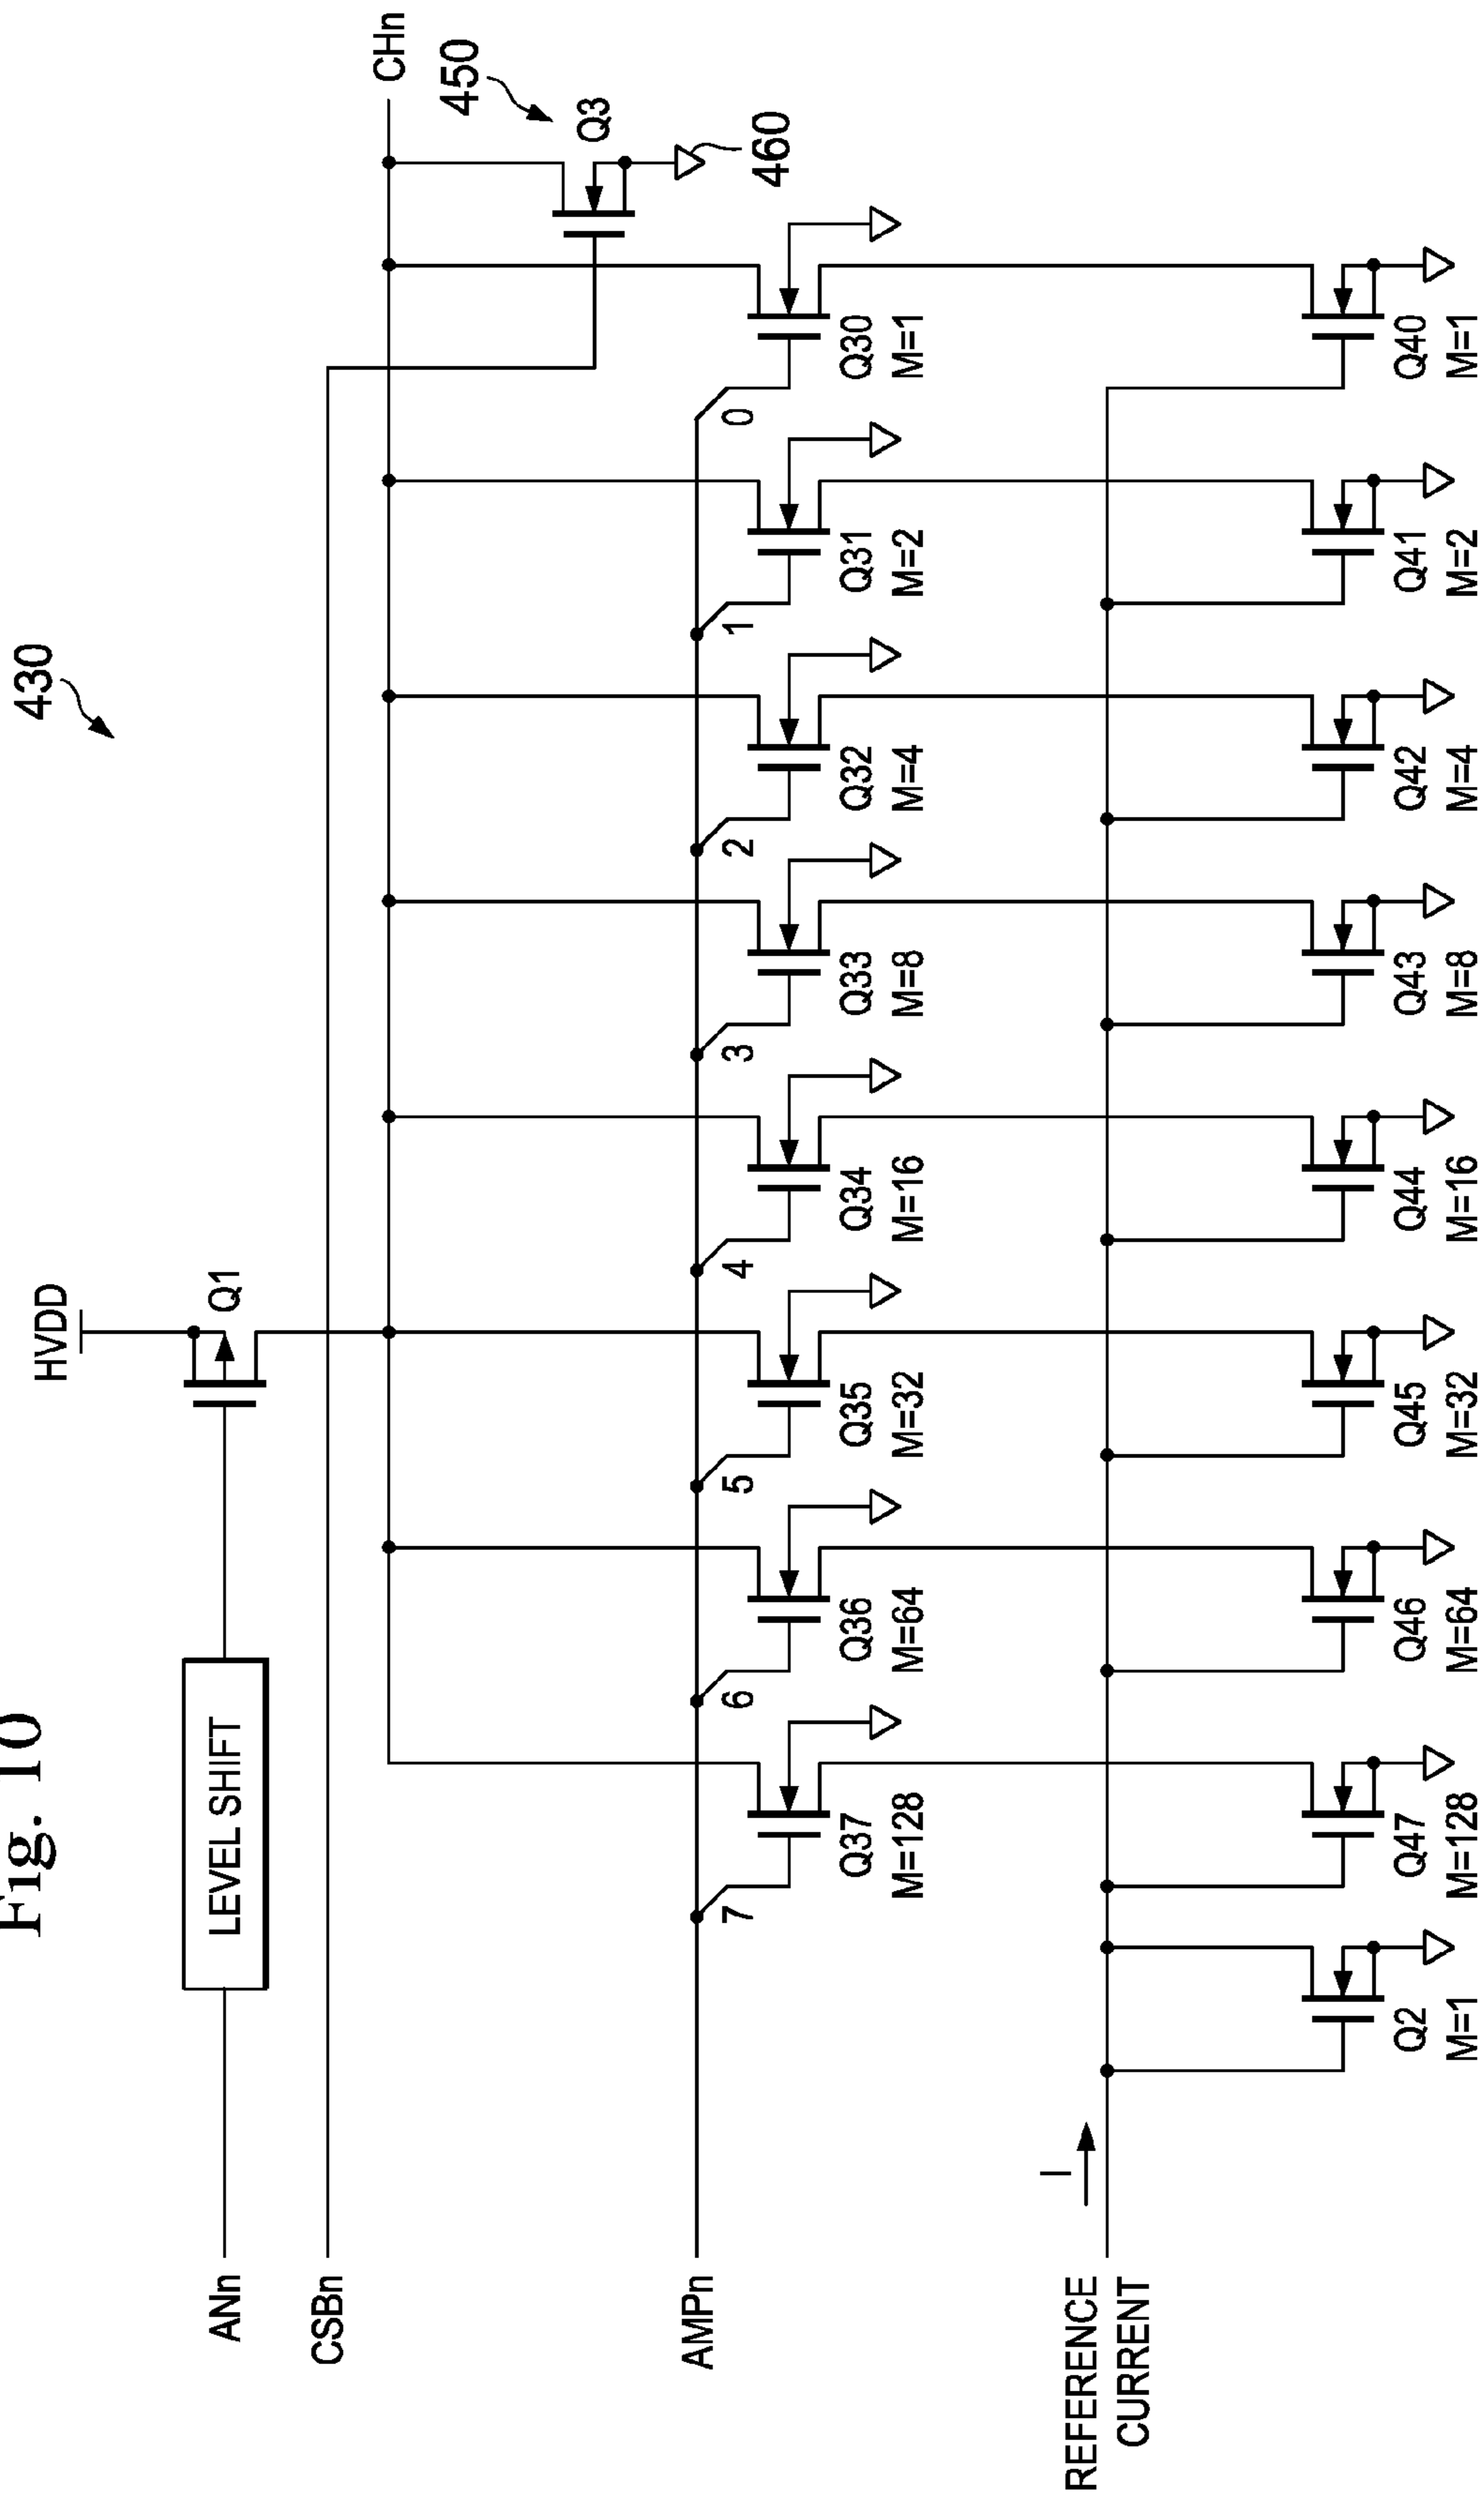 Fig. 10
430
HVDD
Q1
LEVEL SHIFT
ANn
CSBn
CHn
450
Q3
460
AMPn
7
6
5
4
3
2
1
0
Q37
M=128
Q36
M=64
Q35
M=32
Q34
M=16
Q33
M=8
Q32
M=4
Q31
M=2
Q30
M=1
I
REFERENCE
CURRENT
Q2
M=1
Q47
M=128
Q46
M=64
Q45
M=32
Q44
M=16
Q43
M=8
Q42
M=4
Q41
M=2
Q40
M=1